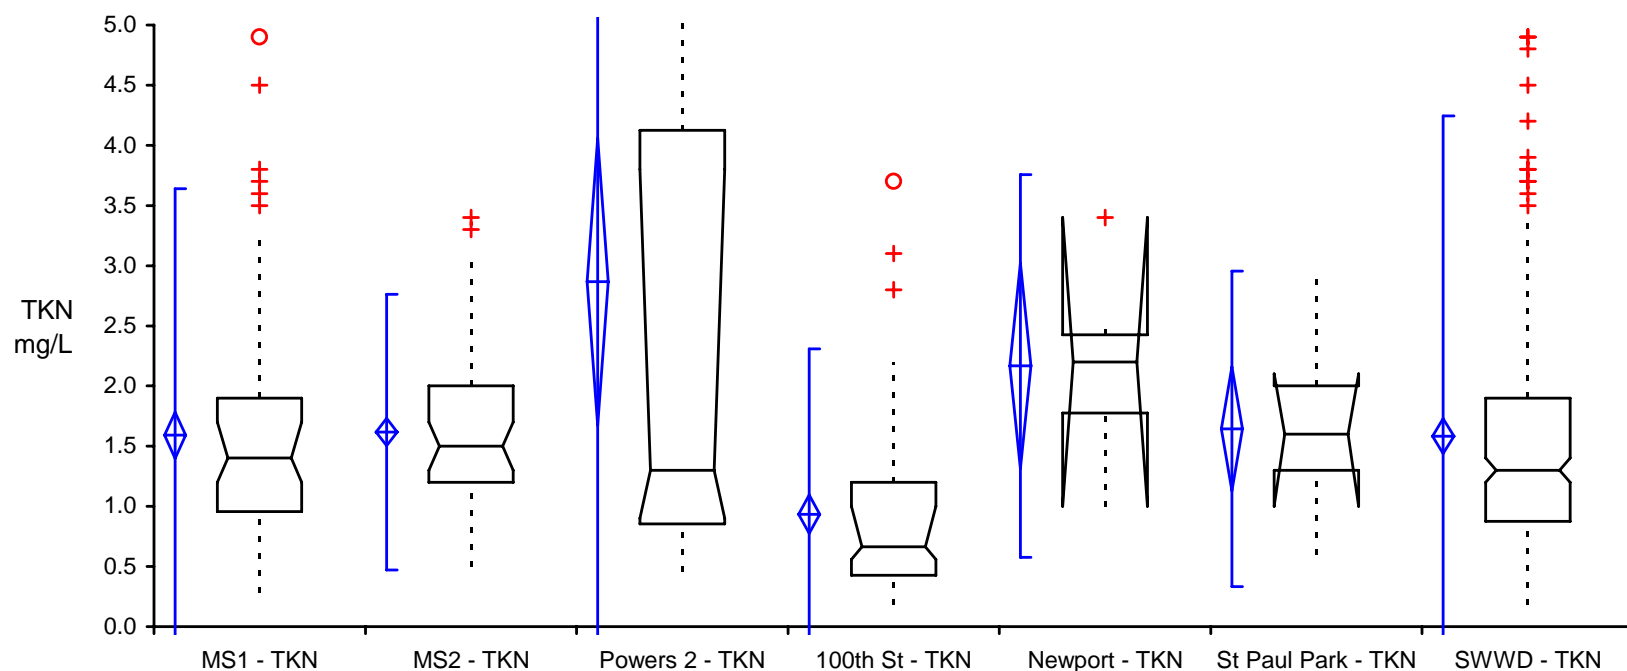 5.0
4.5
4.0
3.5
3.0
TKN
mg/L
2.5
2.0
1.5
1.0
0.5
0.0
MS1 - TKN
MS2 - TKN
Powers 2 - TKN
100th St - TKN
Newport - TKN
St Paul Park - TKN
SWWD - TKN